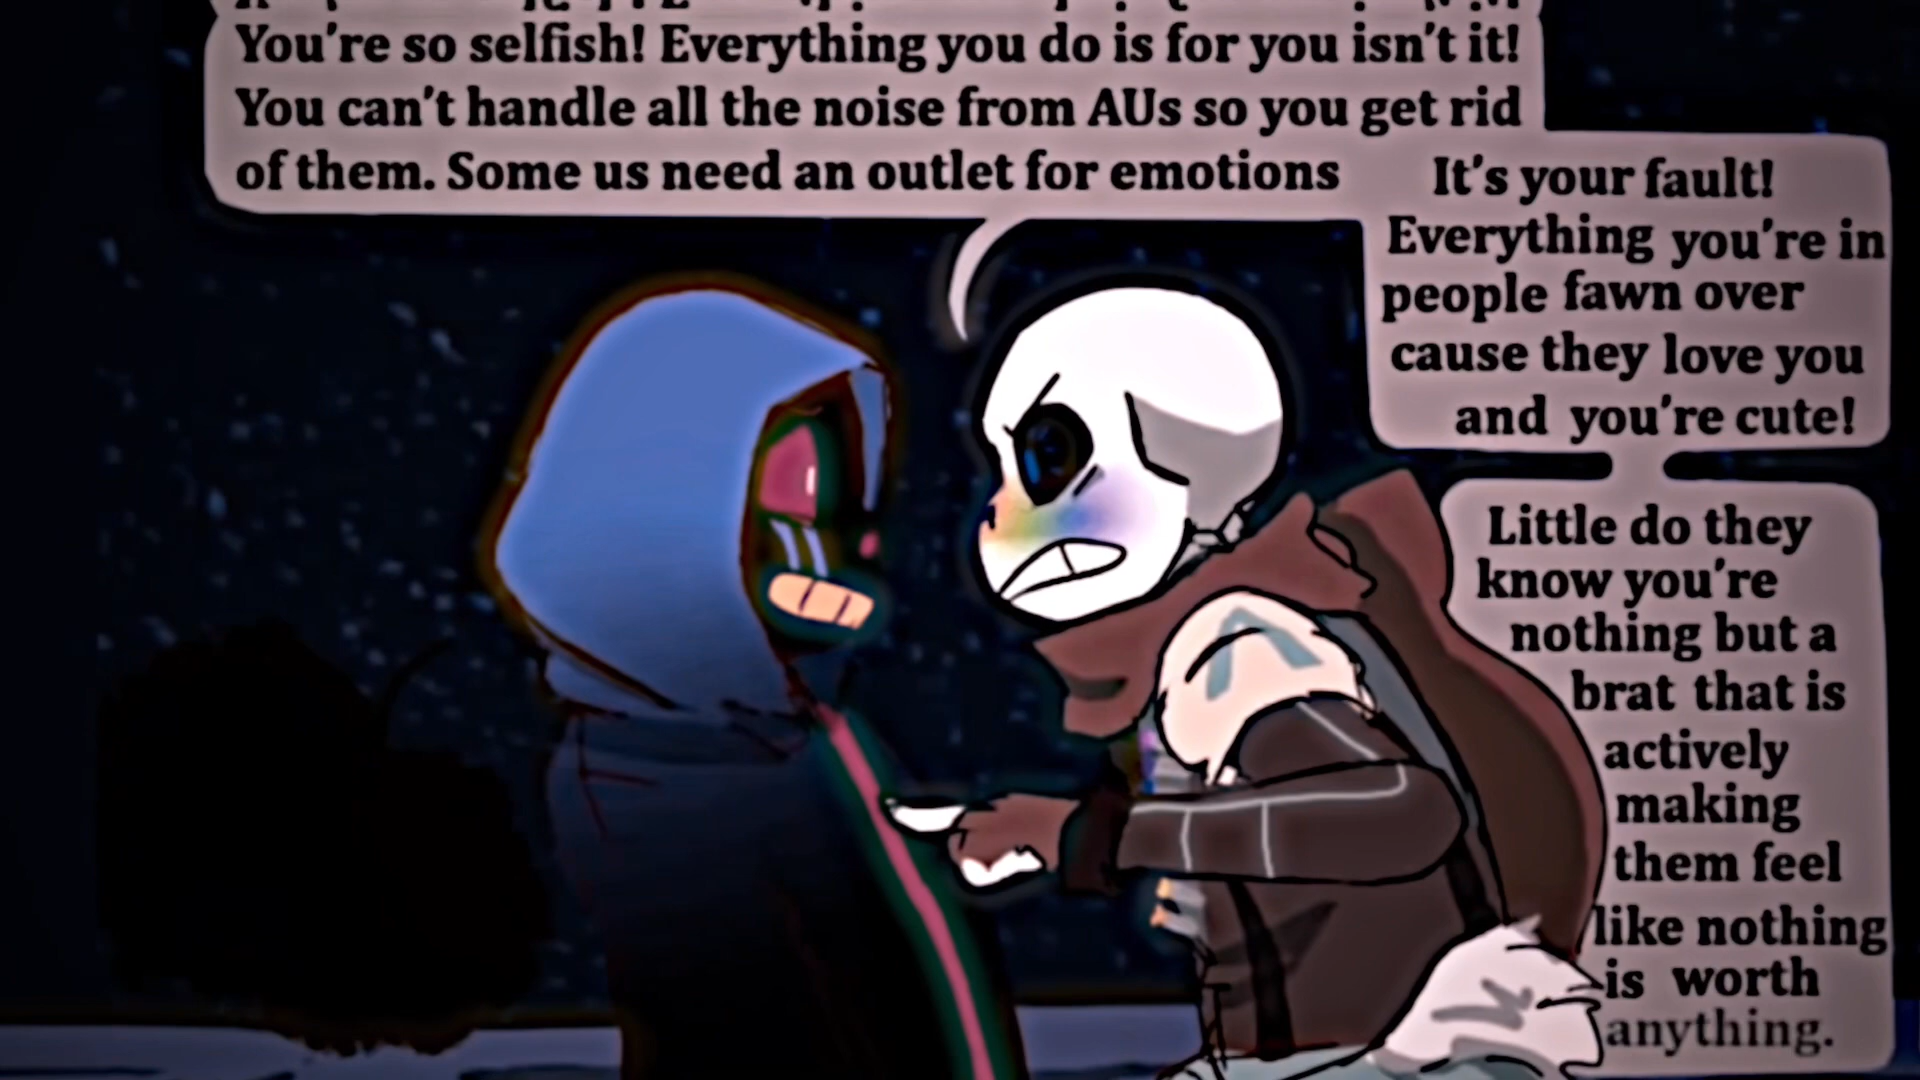 You're so selfish! Everything you do is for you isn't it!
You can't handle all the noise from AUs so you get rid
of them. Some us need an outlet for emotions
It's your fault!
Everything you're in
people fawn over
cause they love you
and you're cute!
Little do they
know you're
nothing but a
brat that is
actively
making
them feel
like nothing
is worth
anything.